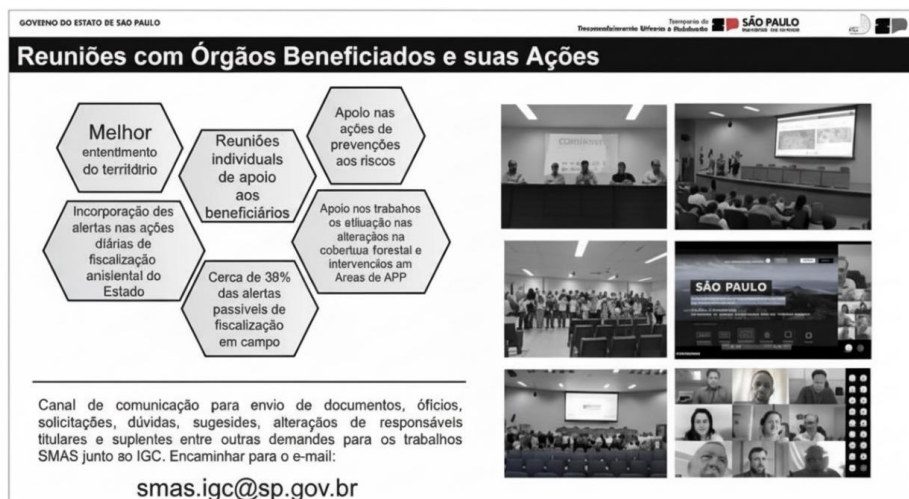 GOVERNO DO ESTADO DE SAO PAULO
SÃO PAULO
Reuniões com Órgãos Beneficiados e suas Ações
Melhor
ententimento
do territdtrio
Reuniões
individuals
de apoio
aos
beneficiários
Apolo nas
ações de
prevenções
aos riscos
Incorporação des
alertas nas ações
dlárias de
fiscalização
anisiental do
Estado
Cerca de 38%
das alertas
passívels de
fiscalização
em campo
Apoio nos trabahos
os etiluação nas
alterações na
cobertua forestal e
intervencilos am
Areas de APP
SÃO PAULO
Canal de comunicação para envio de documentos, óficios,
solicitações, dúvidas, sugesides, alterações de responsáveis
titulares e suplentes entre outras demandes para os trabalhos
SMAS junto ao IGC. Encaminhar para o e-mail:
smas.igc@sp.gov.br